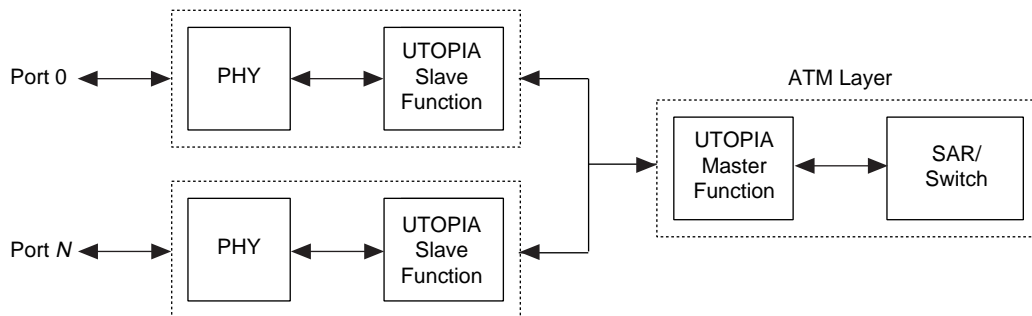 Port 0
PHY
UTOPIA
Slave
Function
ATM Layer
UTOPIA
Master
Function
SAR/
Switch
Port N
PHY
UTOPIA
Slave
Function